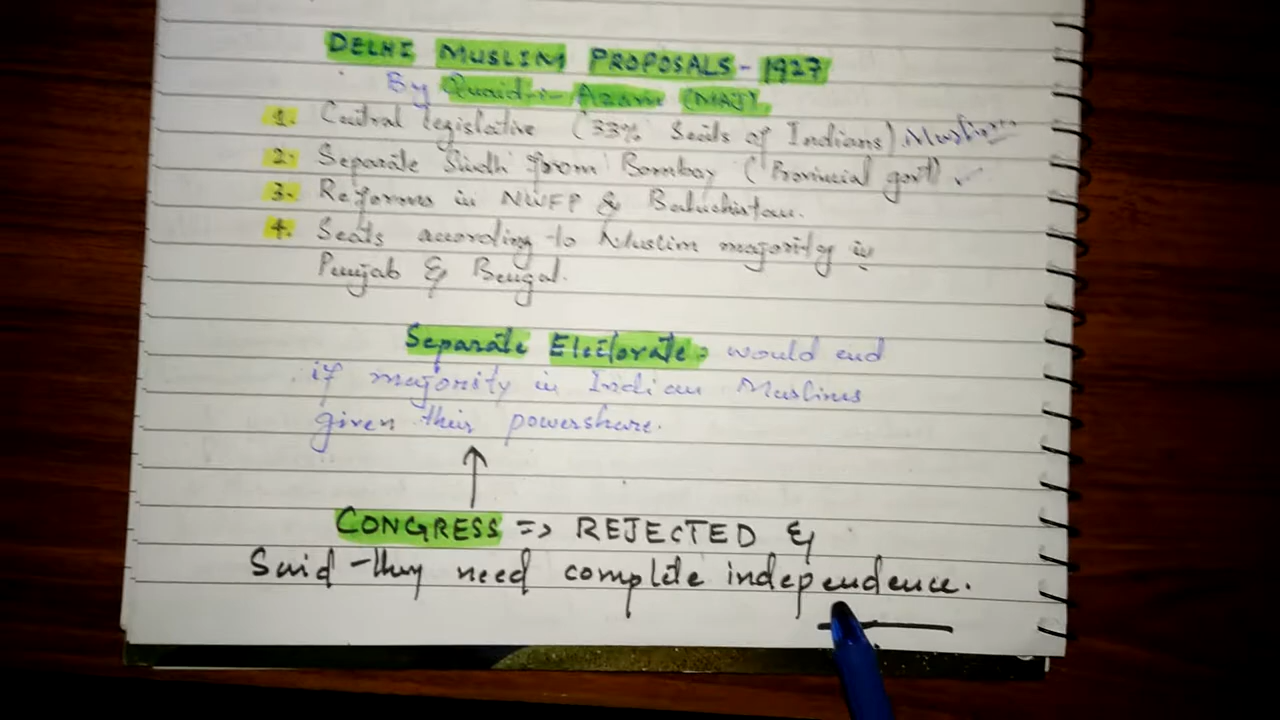 DELHI MUSLIM PROPOSALS - 1927
By Quaid-i-Azam (MAJ).
1. Central legislative (33% Seats of Indians) Muslims
2. Separate Sindh from Bombay (Provincial govt) ✓
3. Reforms in NWFP & Baluchistan.
4. Seats according to Muslim majority in
Punjab & Bengal.
Separate Electorate: would end
if majority in Indian Muslims
given their powershare.
↑
CONGRESS => REJECTED &
Said - they need complete independence.